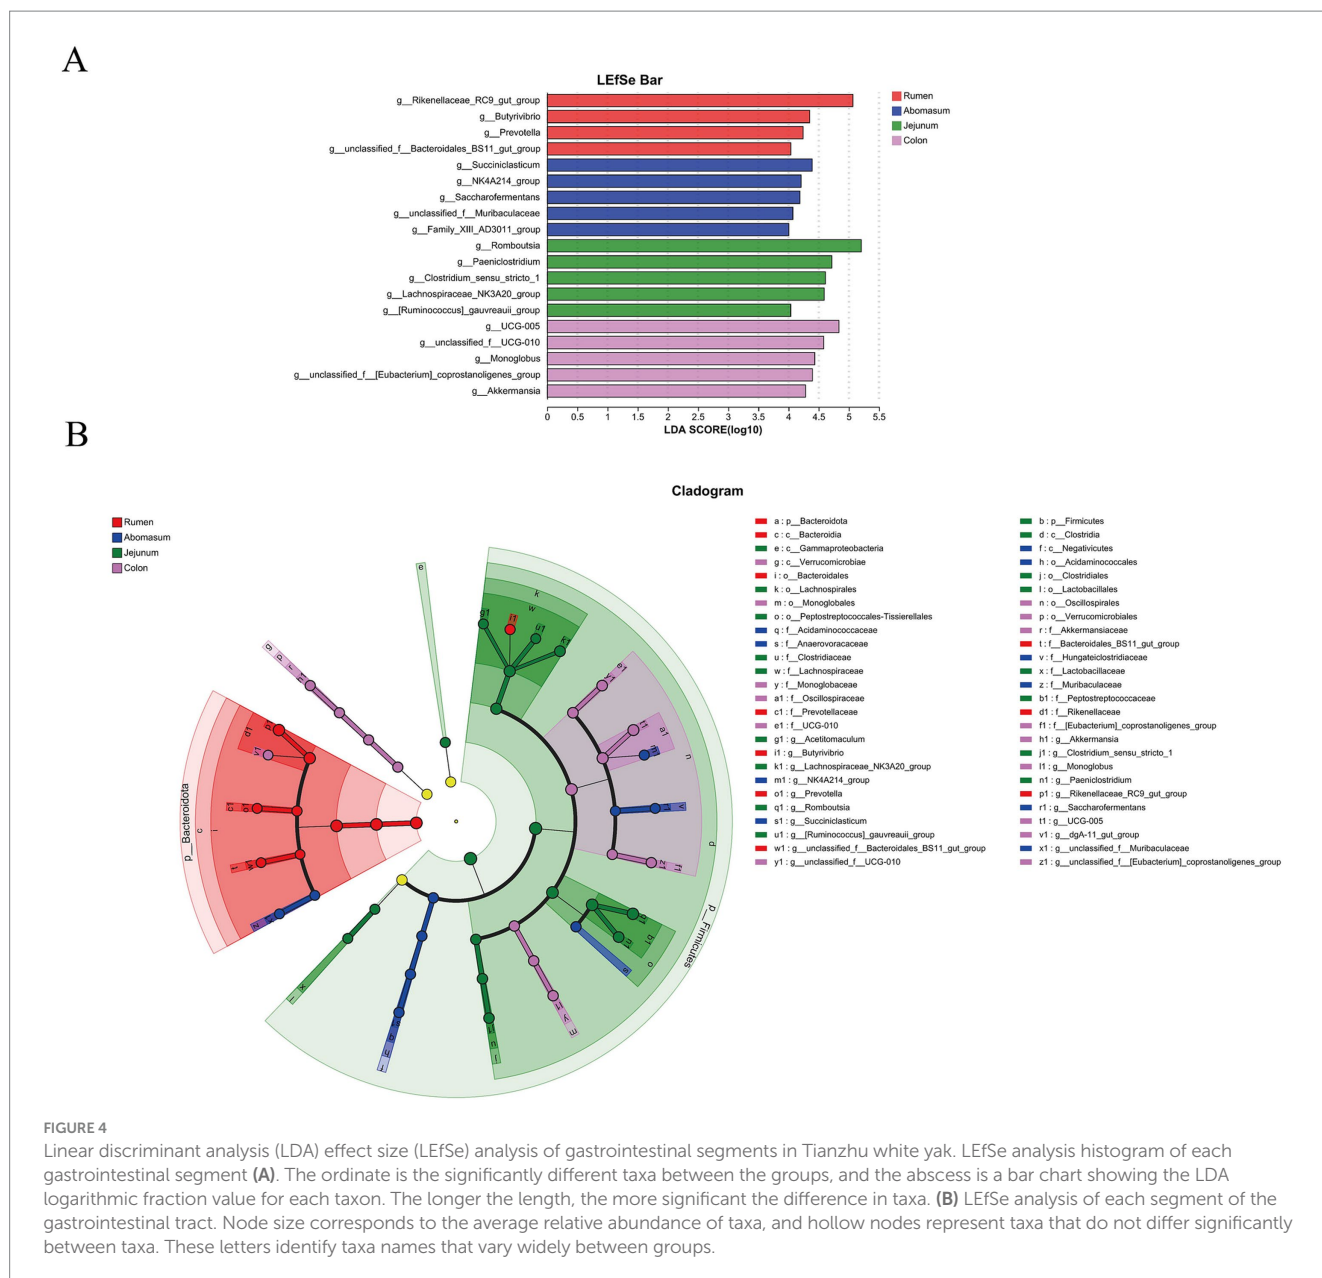 A
LEfSe Bar
g__Rikenellaceae_RC9_gut_group
g__Butyrivibrio
g__Prevotella
g__unclassified_f__Bacteroidales_BS11_gut_group
g__Succiniclasticum
g__NK4A214_group
g__Saccharofermentans
g__unclassified_f__Muribaculaceae
g__Family_XIII_AD3011_group
g__Romboutsia
g__Paeniclostridium
g__Clostridium_sensu_stricto_1
g__Lachnospiraceae_NK3A20_group
g__[Ruminococcus]_gauvreauii_group
g__UCG-005
g__unclassified_f__UCG-010
g__Monoglobus
g__unclassified_f__[Eubacterium]_coprostanoligenes_group
g__Akkermansia
0 0.5 1 1.5 2 2.5 3 3.5 4 4.5 5 5.5
LDA SCORE(log10)
Rumen
Abomasum
Jejunum
Colon
B
Cladogram
Rumen
Abomasum
Jejunum
Colon
p__Bacteroidota
p__Firmicutes
a : p__Bacteroidota
c : c__Bacteroidia
e : c__Gammaproteobacteria
g : c__Verrucomicrobiae
i : o__Bacteroidales
k : o__Lachnospirales
m : o__Monoglobales
o : o__Peptostreptococcales-Tissierellales
q : f__Acidaminococcaceae
s : f__Anaerovoracaceae
u : f__Clostridiaceae
w : f__Lachnospiraceae
y : f__Monoglobaceae
a1 : f__Oscillospiraceae
c1 : f__Prevotellaceae
e1 : f__UCG-010
g1 : g__Acetitomaculum
i1 : g__Butyrivibrio
k1 : g__Lachnospiraceae_NK3A20_group
m1 : g__NK4A214_group
o1 : g__Prevotella
q1 : g__Romboutsia
s1 : g__Succiniclasticum
u1 : g__[Ruminococcus]_gauvreauii_group
w1 : g__unclassified_f__Bacteroidales_BS11_gut_group
y1 : g__unclassified_f__UCG-010
b : p__Firmicutes
d : c__Clostridia
f : c__Negativicutes
h : o__Acidaminococcales
j : o__Clostridiales
l : o__Lactobacillales
n : o__Oscillospirales
p : o__Verrucomicrobiales
r : f__Akkermansiaceae
t : f__Bacteroidales_BS11_gut_group
v : f__Hungateiclostridiaceae
x : f__Lactobacillaceae
z : f__Muribaculaceae
b1 : f__Peptostreptococcaceae
d1 : f__Rikenellaceae
f1 : f__[Eubacterium]_coprostanoligenes_group
h1 : g__Akkermansia
j1 : g__Clostridium_sensu_stricto_1
l1 : g__Monoglobus
n1 : g__Paeniclostridium
p1 : g__Rikenellaceae_RC9_gut_group
r1 : g__Saccharofermentans
t1 : g__UCG-005
v1 : g__dgA-11_gut_group
x1 : g__unclassified_f__Muribaculaceae
z1 : g__unclassified_f__[Eubacterium]_coprostanoligenes_group
FIGURE 4
Linear discriminant analysis (LDA) effect size (LEfSe) analysis of gastrointestinal segments in Tianzhu white yak. LEfSe analysis histogram of each
gastrointestinal segment (A). The ordinate is the significantly different taxa between the groups, and the abscess is a bar chart showing the LDA
logarithmic fraction value for each taxon. The longer the length, the more significant the difference in taxa. (B) LEfSe analysis of each segment of the
gastrointestinal tract. Node size corresponds to the average relative abundance of taxa, and hollow nodes represent taxa that do not differ significantly
between taxa. These letters identify taxa names that vary widely between groups.